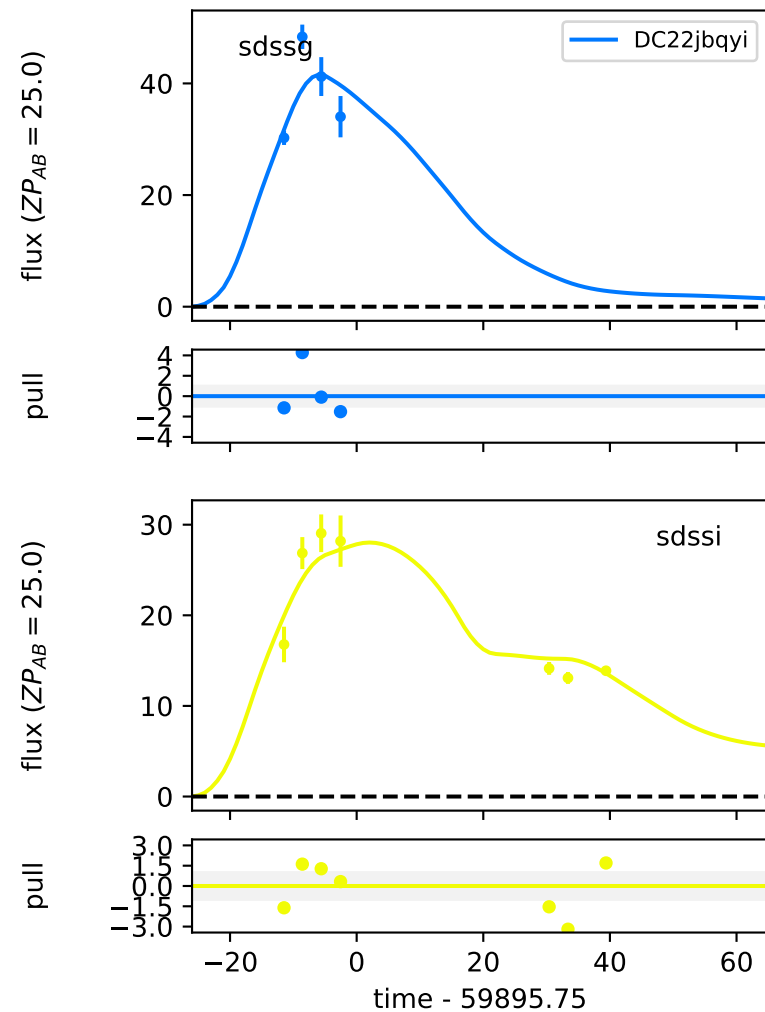 sdssg
DC22jbqyi
flux (ZP_AB = 25.0)
40
20
0
pull
4
2
0
−2
−4
sdssi
flux (ZP_AB = 25.0)
30
20
10
0
pull
3.0
1.5
0.0
−1.5
−3.0
−20 0 20 40 60
time - 59895.75